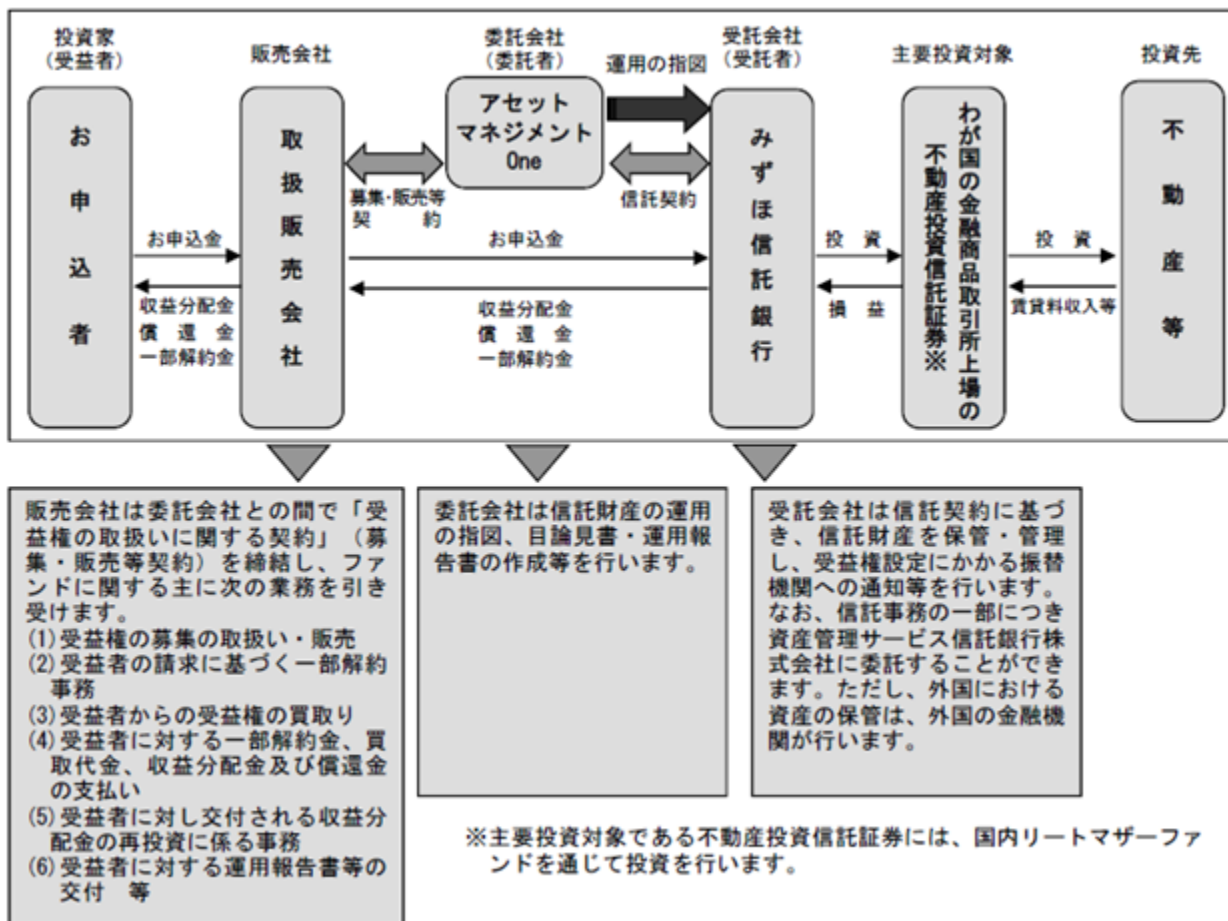 投資家
（受益者）
販売会社
委託会社
（委託者）
運用の指図
受託会社
（受託者）
主要投資対象
投資先
お申込者
取扱販売会社
アセット
マネジメント
One
みずほ信託銀行
わが国の金融商品取引所上場の
不動産投資信託証券※
不動産等
募集・販売等
契　　　約
信託契約
お申込金
収益分配金
償　還　金
一部解約金
お申込金
収益分配金
償　還　金
一部解約金
投　資
損　益
投　資
賃貸料収入等
販売会社は委託会社との間で「受
益権の取扱いに関する契約」（募
集・販売等契約）を締結し、ファ
ンドに関する主に次の業務を引き
受けます。
(1)受益権の募集の取扱い・販売
(2)受益者の請求に基づく一部解約
事務
(3)受益者からの受益権の買取り
(4)受益者に対する一部解約金、買
取代金、収益分配金及び償還金
の支払い
(5)受益者に対し交付される収益分
配金の再投資に係る事務
(6)受益者に対する運用報告書等の
交付　等
委託会社は信託財産の運用
の指図、目論見書・運用報
告書の作成等を行います。
受託会社は信託契約に基づ
き、信託財産を保管・管理
し、受益権設定にかかる振替
機関への通知等を行います。
なお、信託事務の一部につき
資産管理サービス信託銀行株
式会社に委託することができ
ます。ただし、外国における
資産の保管は、外国の金融機
関が行います。
※主要投資対象である不動産投資信託証券には、国内リートマザーファ
ンドを通じて投資を行います。